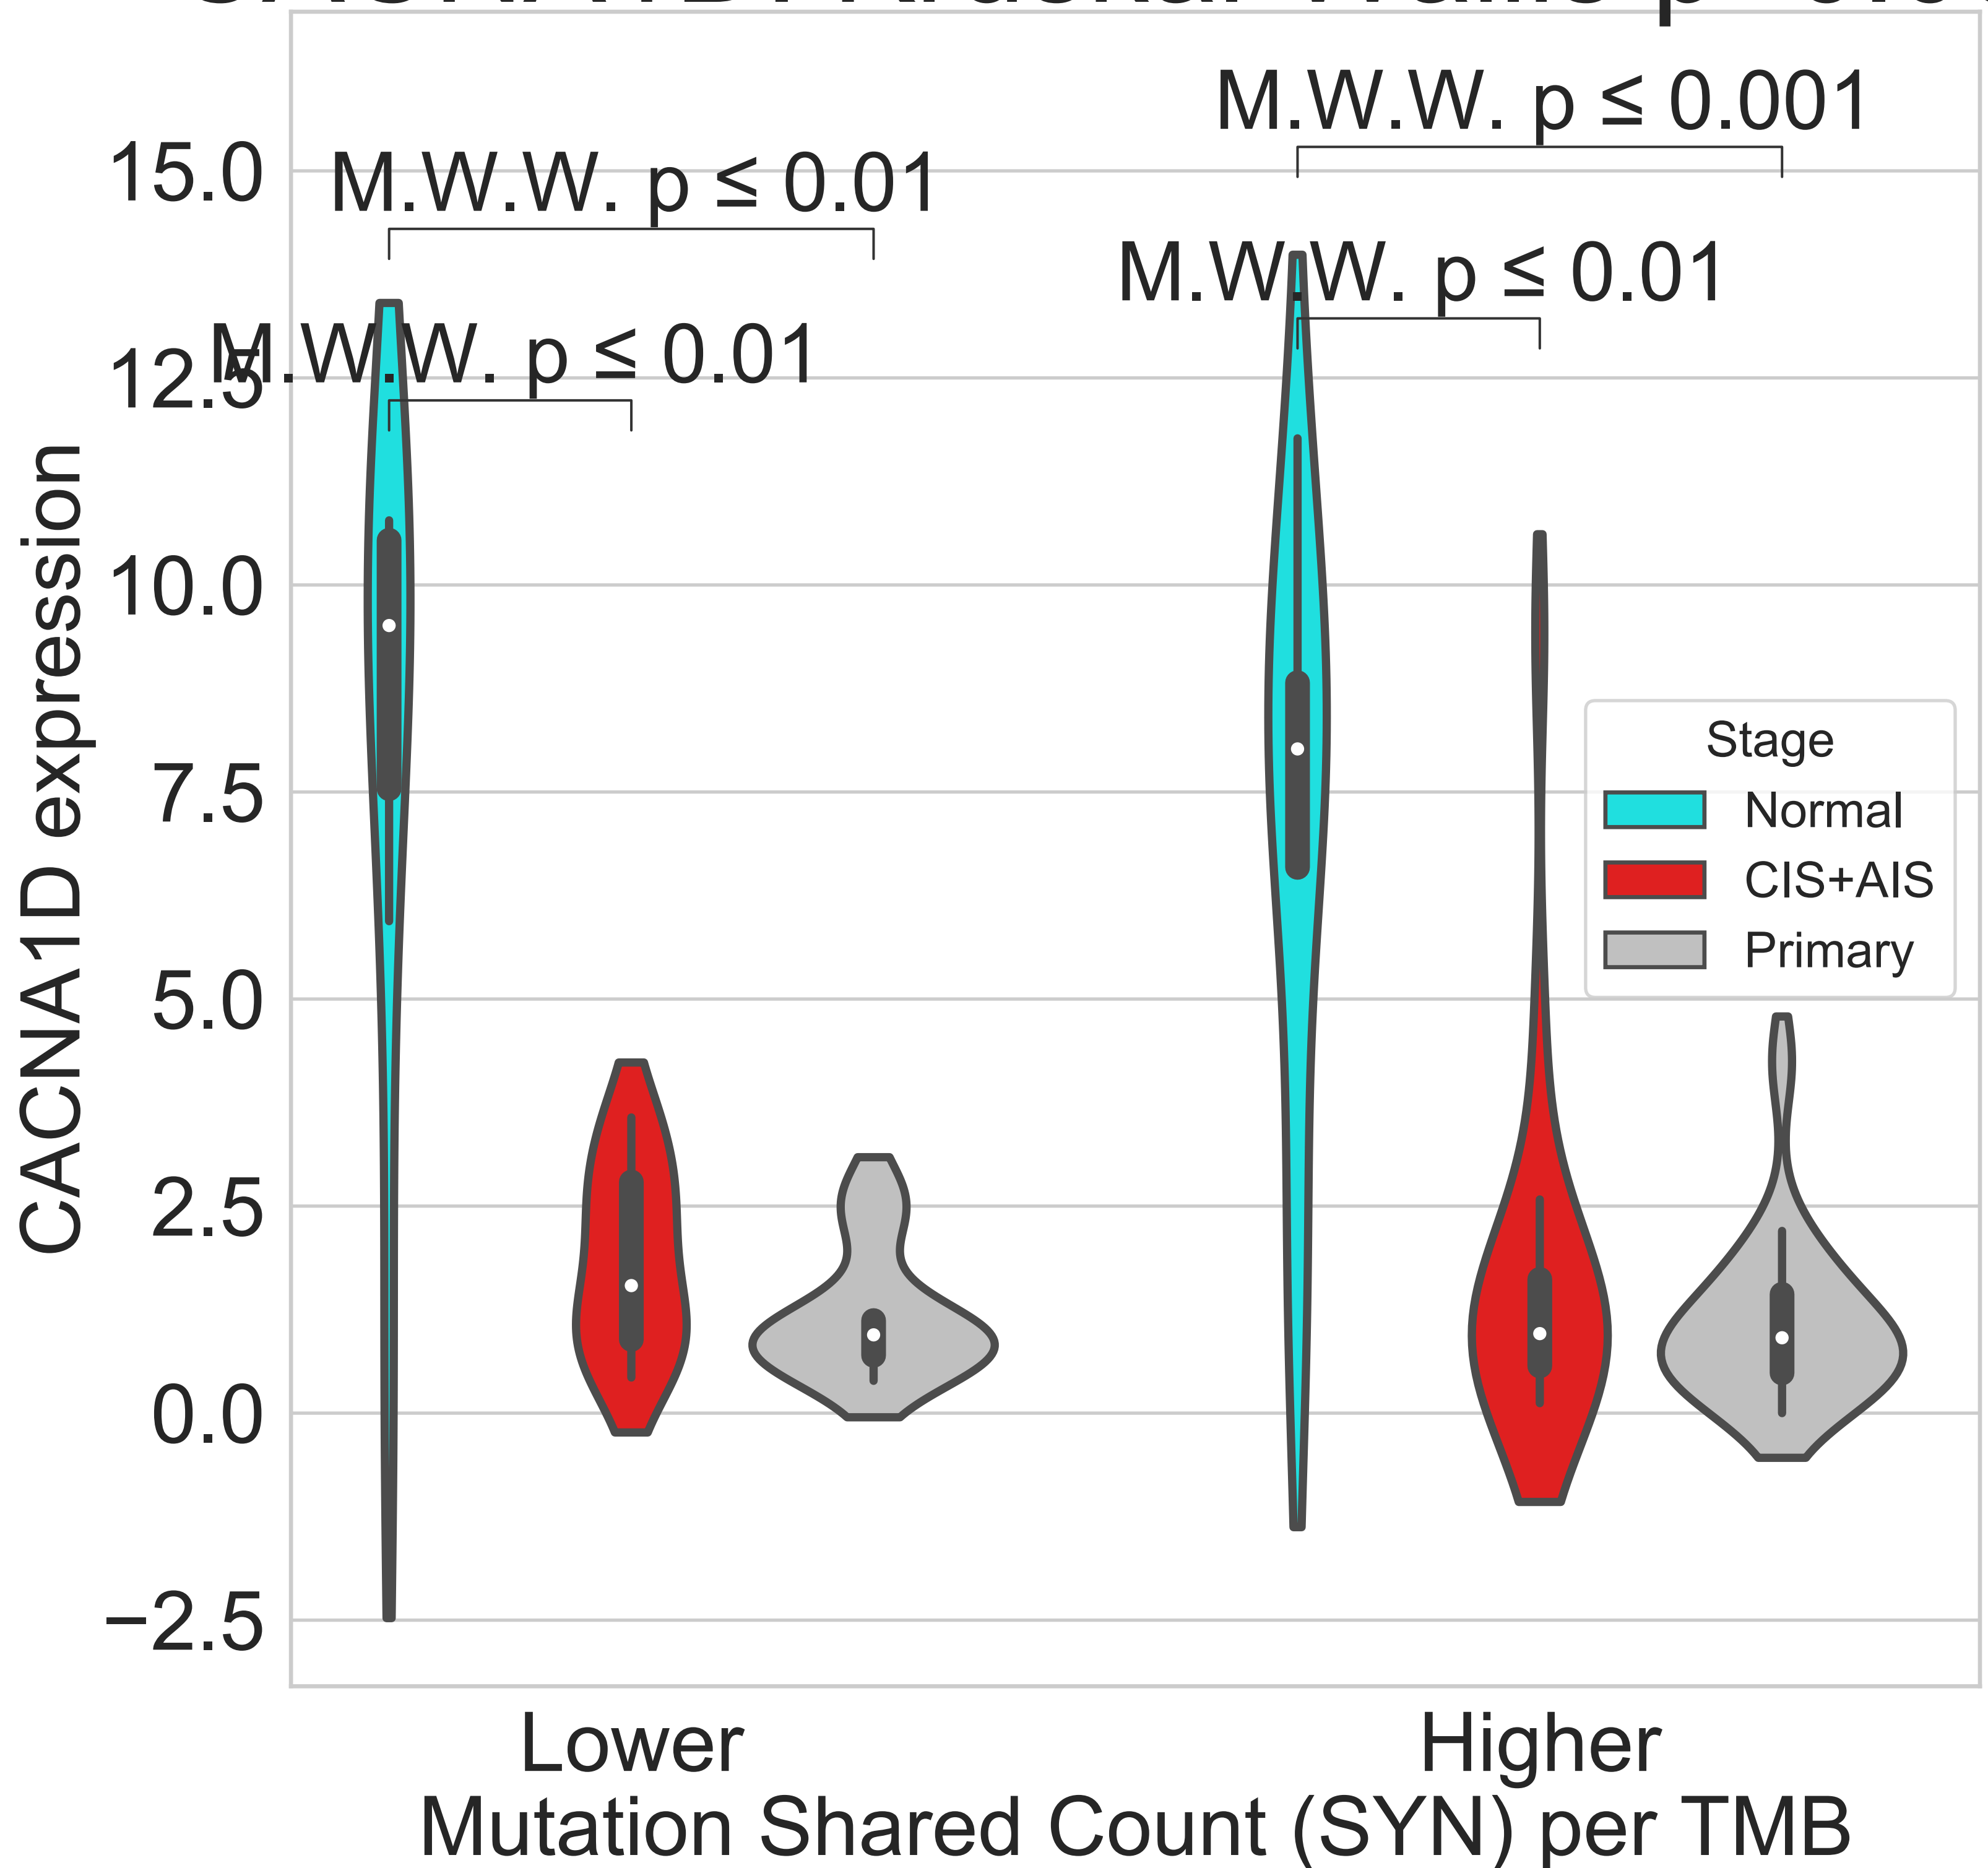 M.W.W. p ≤ 0.001
M.W.W. p ≤ 0.01
M.W.W. p ≤ 0.01
M.W.W. p ≤ 0.01
15.0
12.5
10.0
7.5
5.0
2.5
0.0
−2.5
CACNA1D expression
Stage
Normal
CIS+AIS
Primary
Lower
Higher
Mutation Shared Count (SYN) per TMB